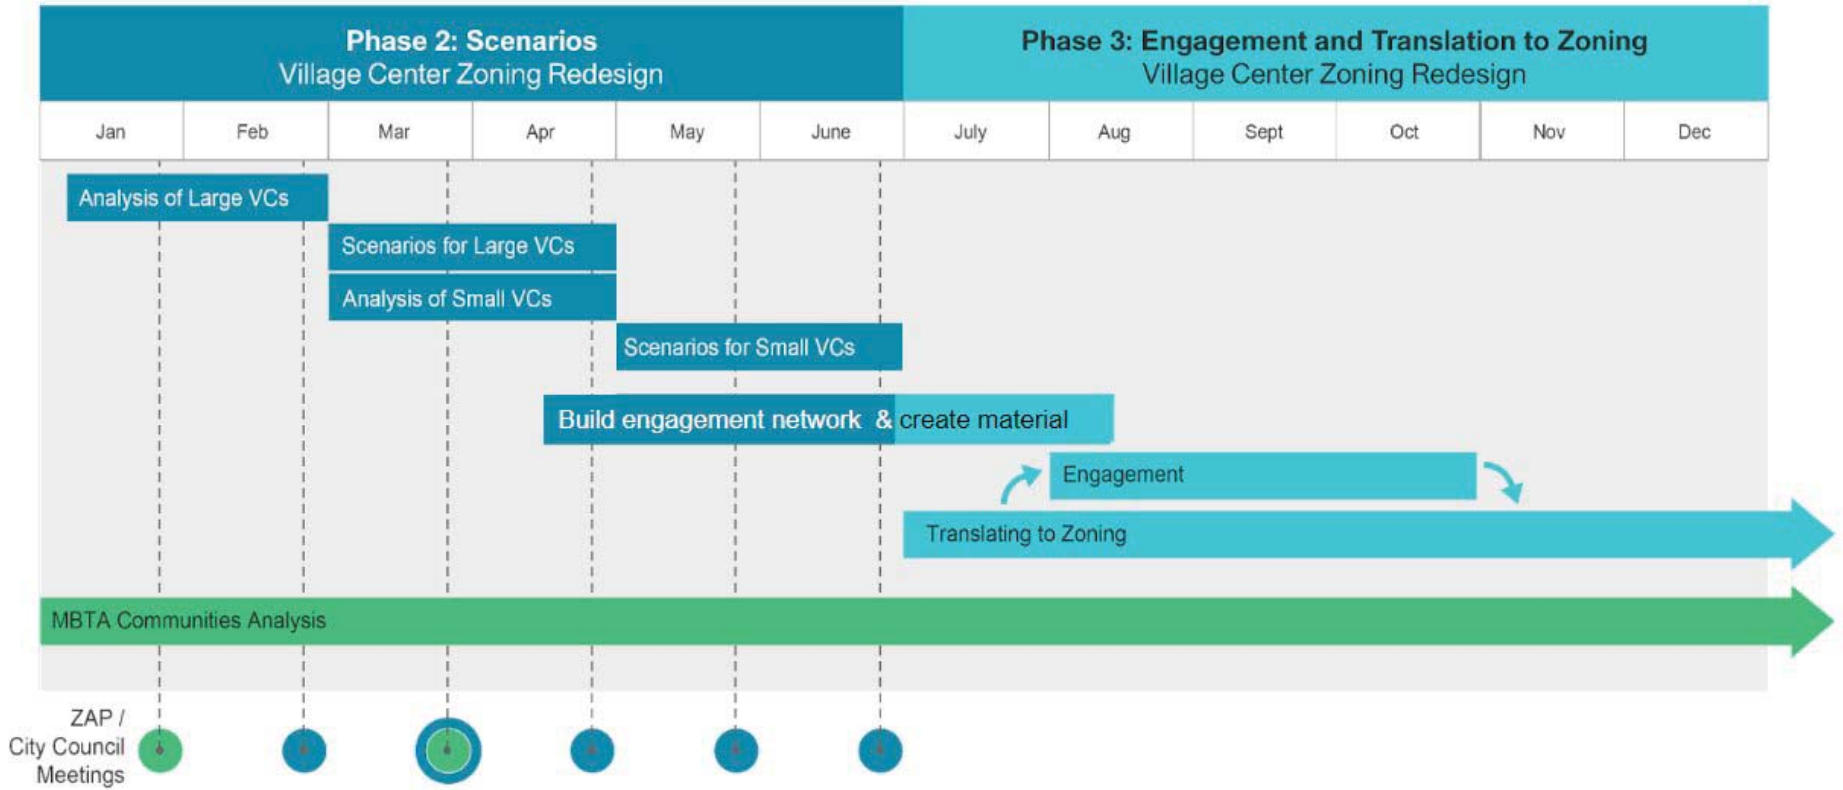 Phase 2: Scenarios
Village Center Zoning Redesign
Phase 3: Engagement and Translation to Zoning
Village Center Zoning Redesign
Jan
Feb
Mar
Apr
May
June
July
Aug
Sept
Oct
Nov
Dec
Analysis of Large VCs
Scenarios for Large VCs
Analysis of Small VCs
Scenarios for Small VCs
Build engagement network & create material
Engagement
Translating to Zoning
MBTA Communities Analysis
ZAP /
City Council
Meetings